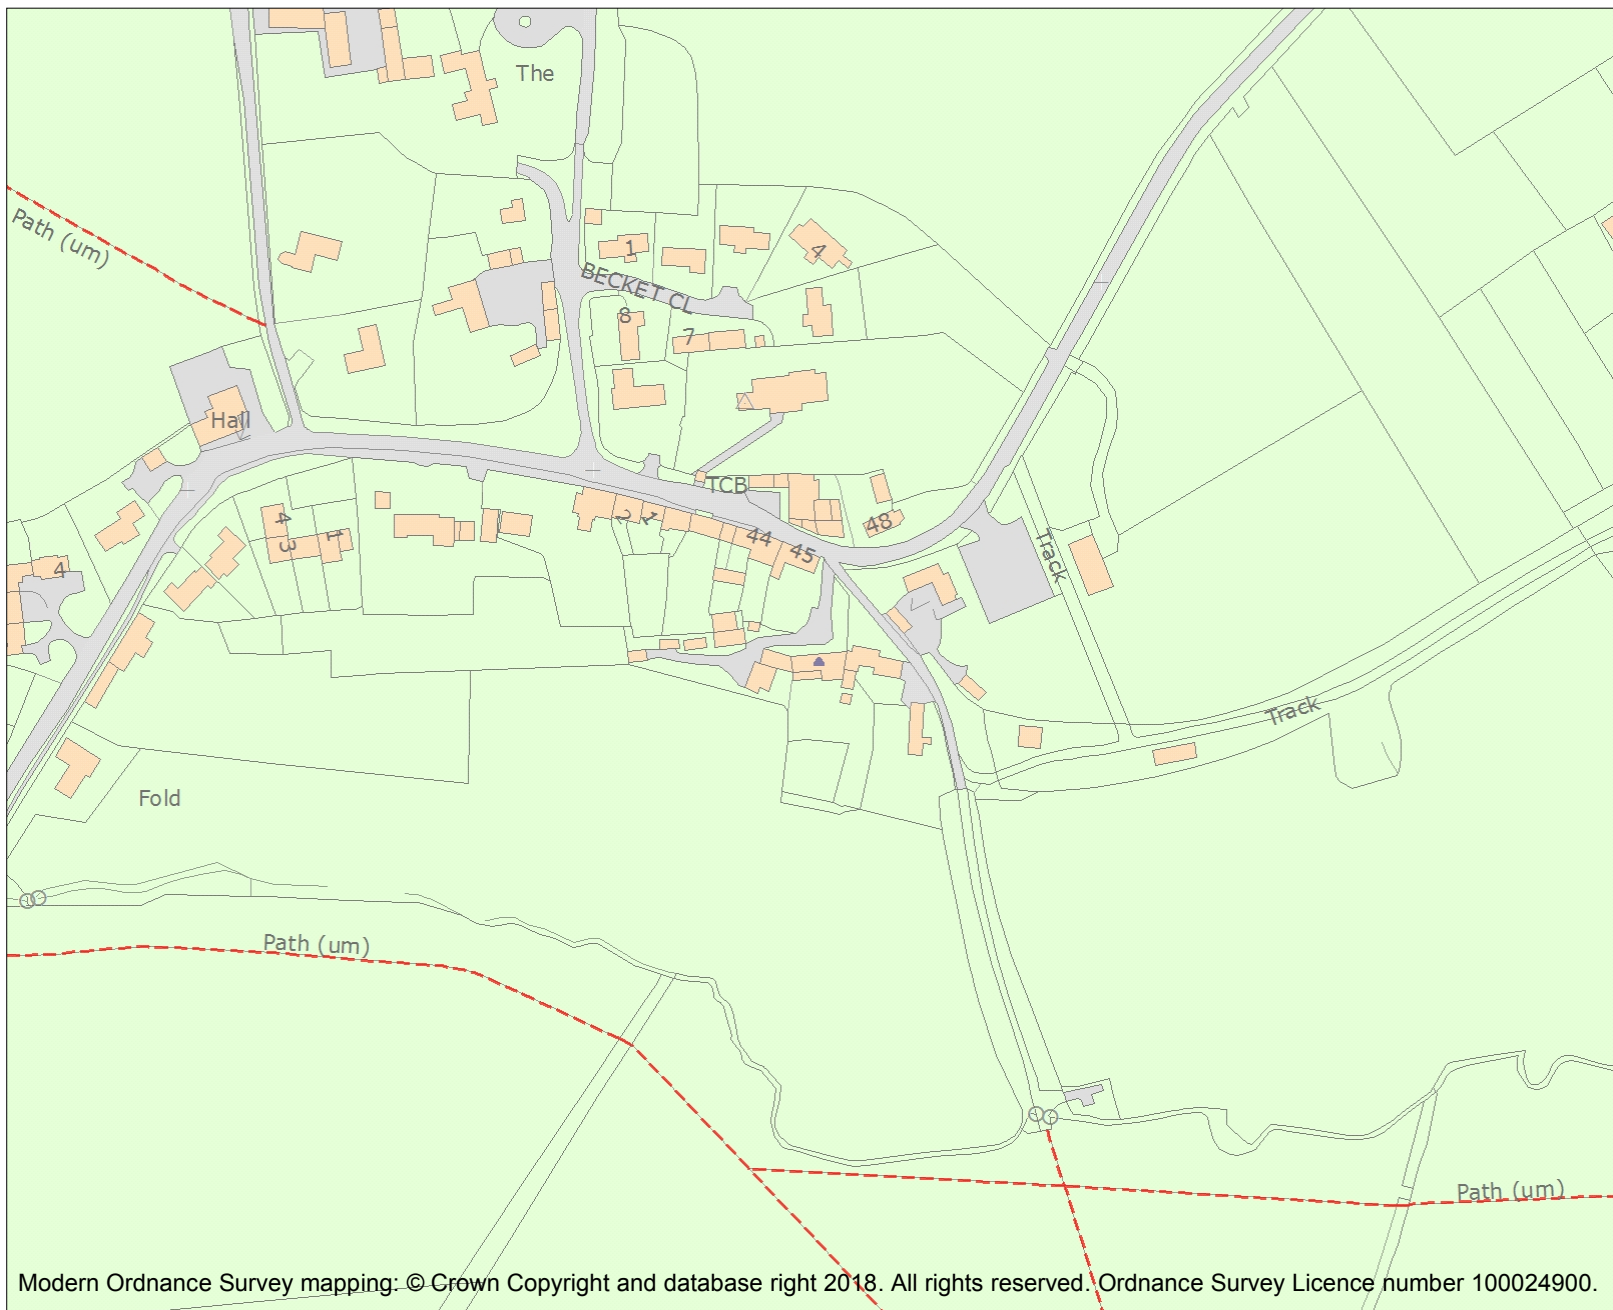 The
Path (um)
1
4
BECKET CL
8
7
Hall
TCB
4
3
1
2
1
44
45
48
Track
4
Track
Fold
Path (um)
Path (um)
Modern Ordnance Survey mapping: © Crown Copyright and database right 2018. All rights reserved. Ordnance Survey Licence number 100024900.